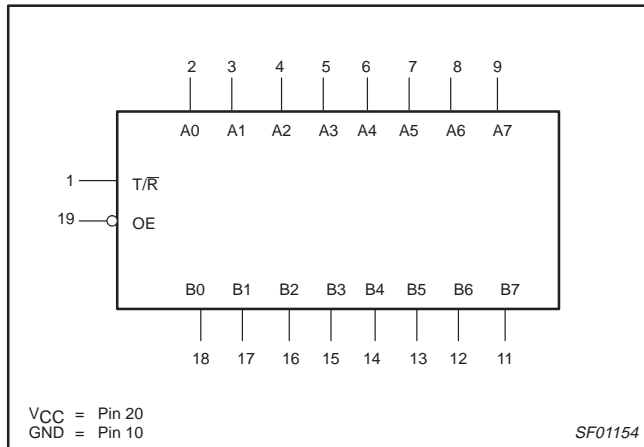 2 3 4 5 6 7 8 9
A0 A1 A2 A3 A4 A5 A6 A7
1 T/R̅
19 OE
B0 B1 B2 B3 B4 B5 B6 B7
18 17 16 15 14 13 12 11
VCC = Pin 20
GND = Pin 10
SF01154